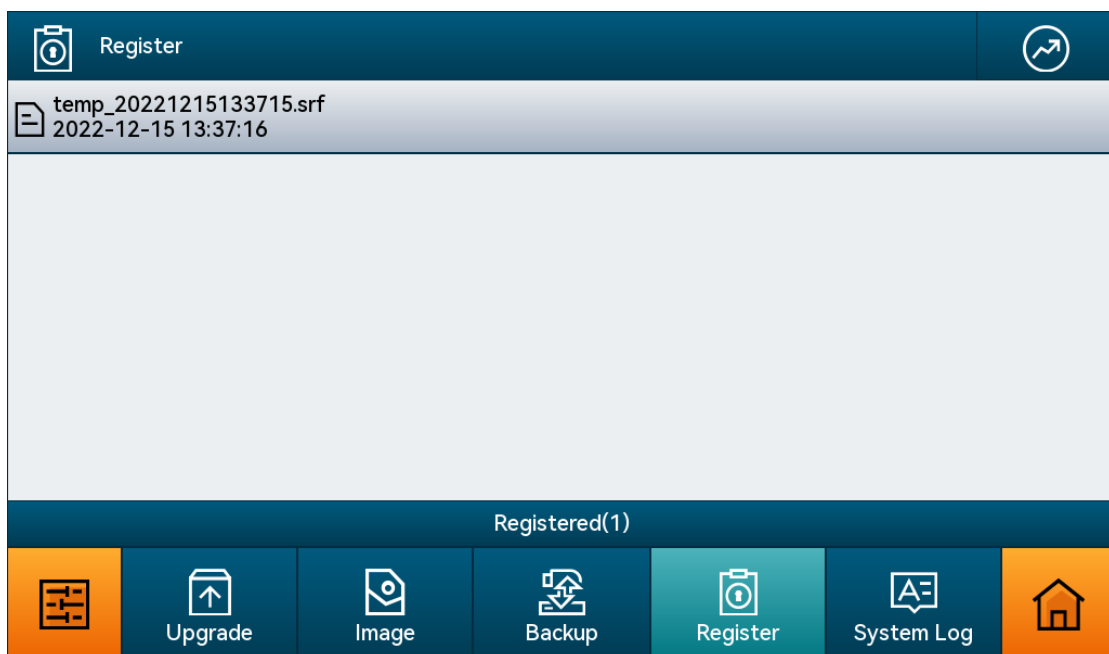 Register
temp_20221215133715.srf
2022-12-15 13:37:16
Registered(1)
Upgrade
Image
Backup
Register
System Log